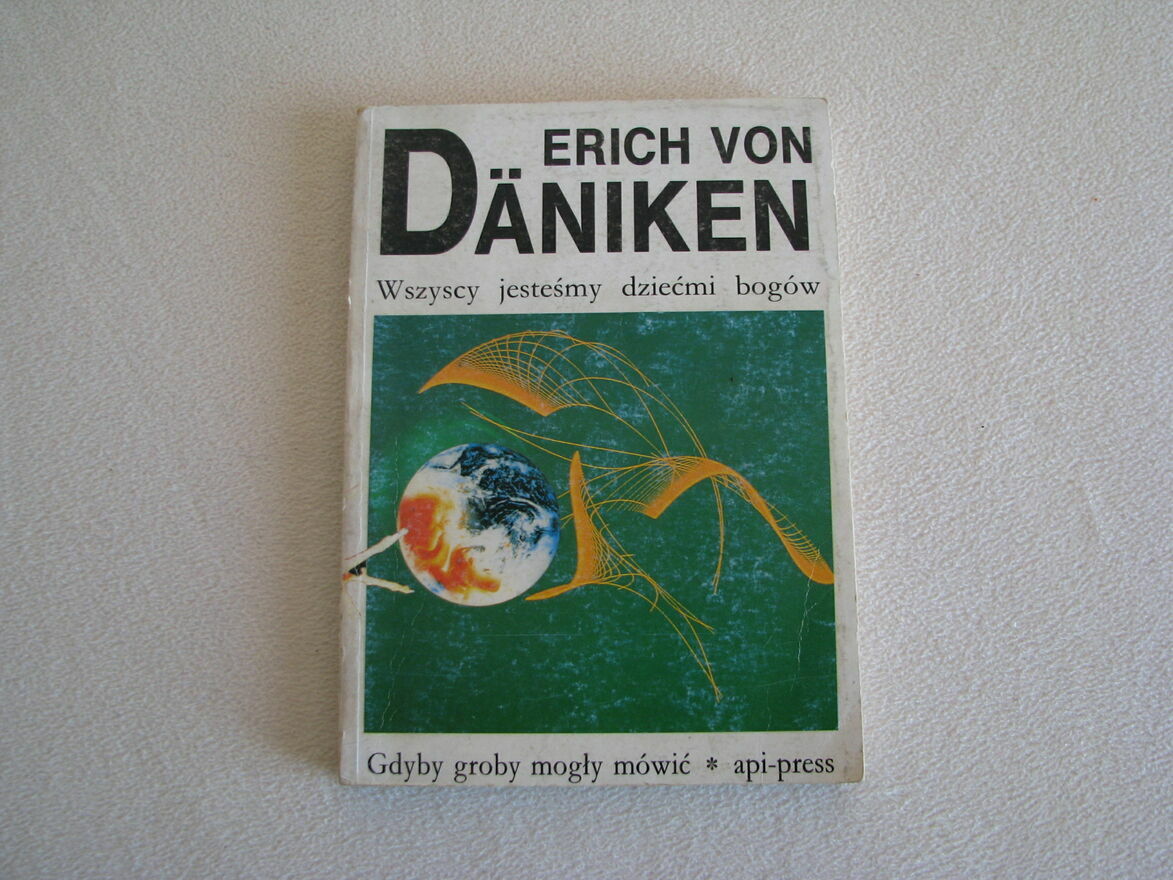 ERICH VON
DÄNIKEN
Wszyscy jesteśmy dziećmi bogów
Gdyby groby mogły mówić * api-press